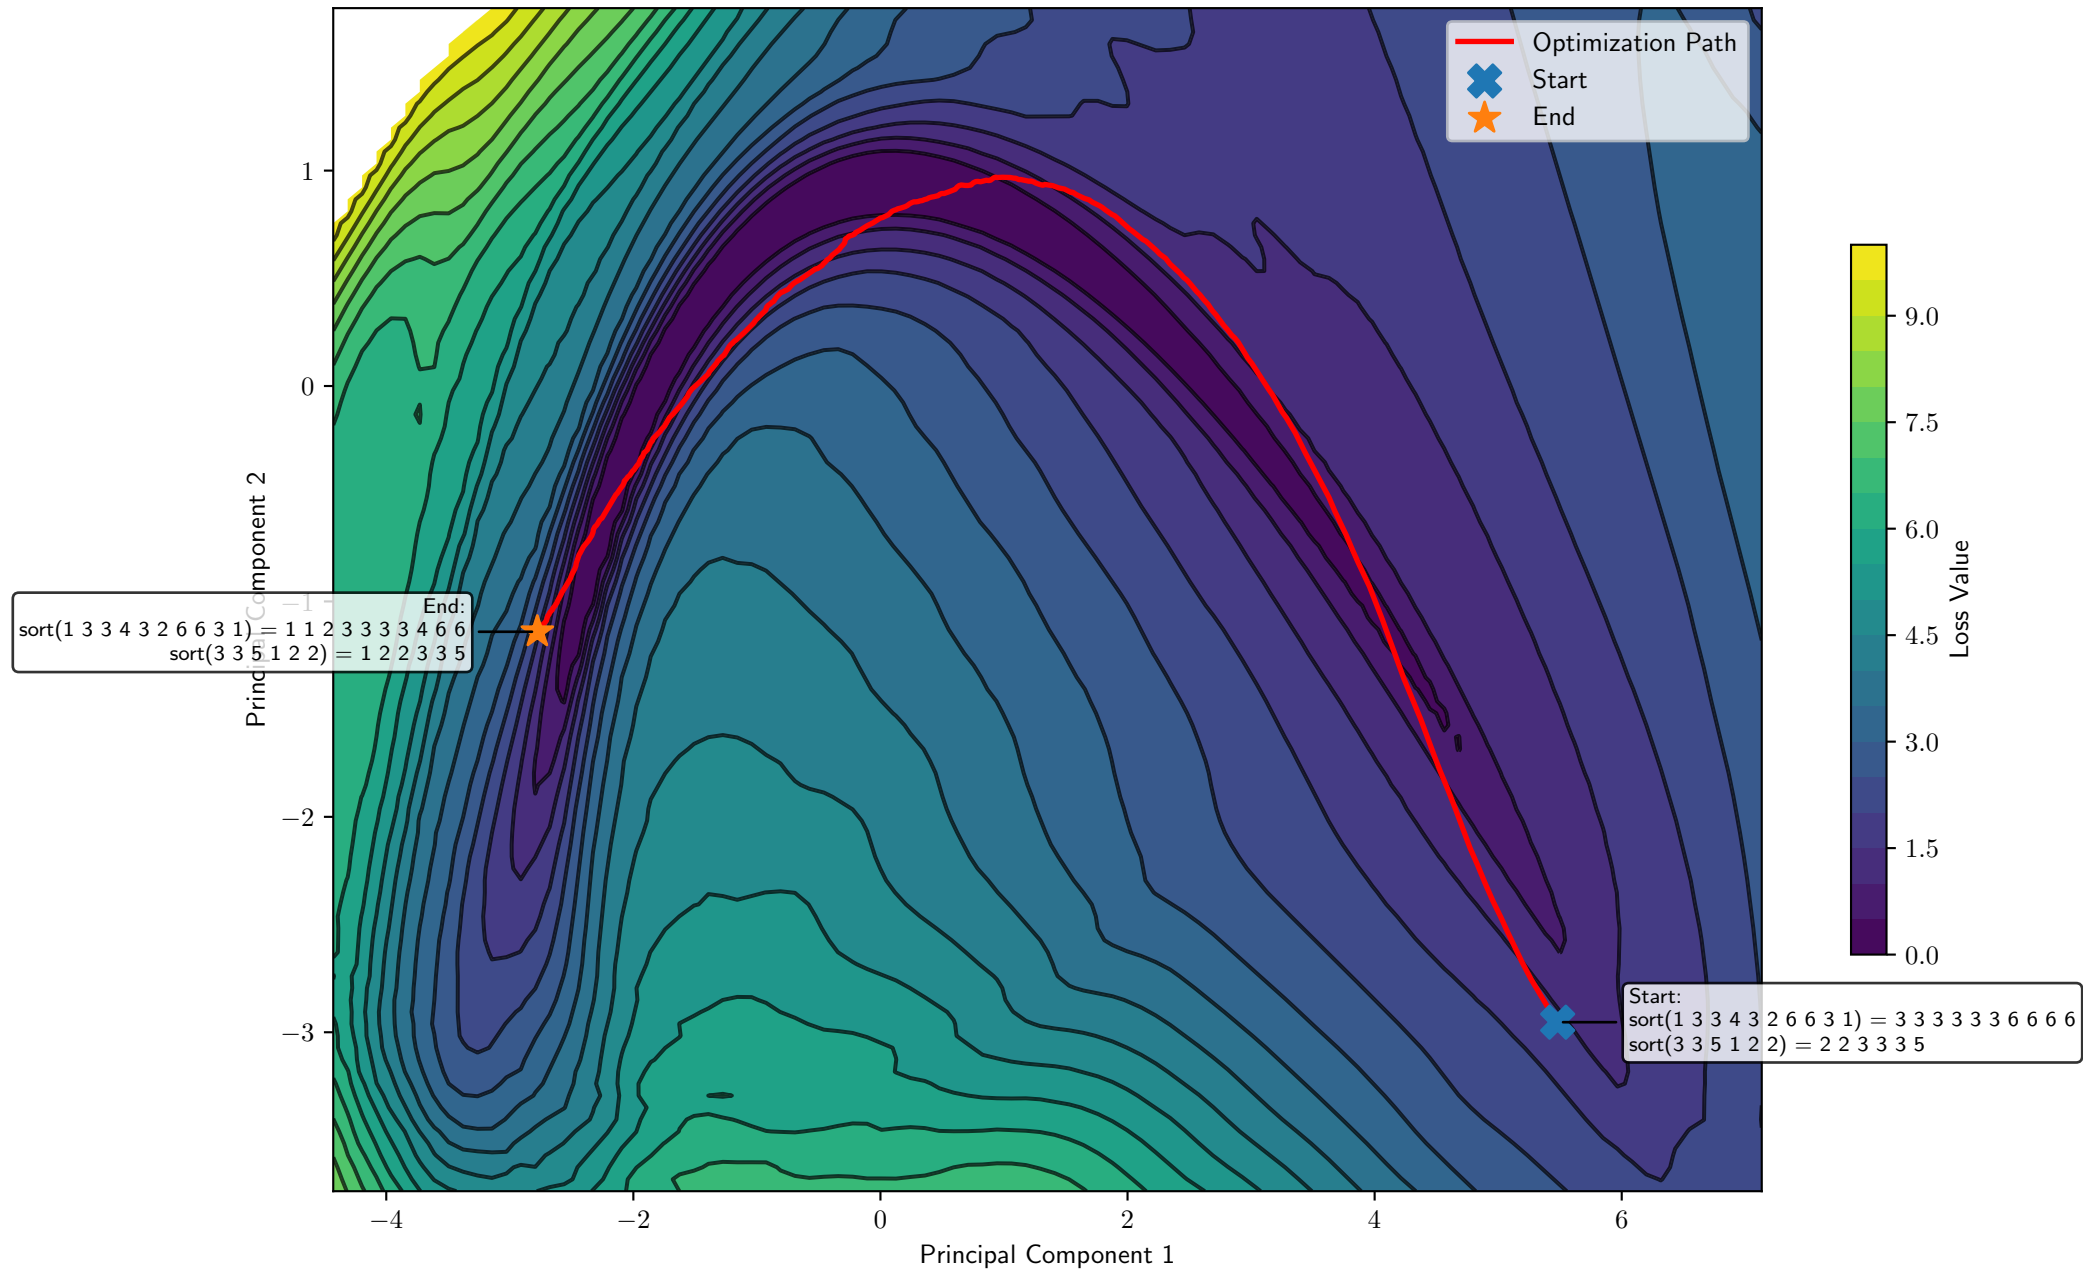 Optimization Path
Start
End
1
0
−1
−2
−3
Principal Component 2
End:
sort(1 3 3 4 3 2 6 6 3 1) = 1 1 2 3 3 3 3 4 6 6
sort(3 3 5 1 2 2) = 1 2 2 3 3 5
Start:
sort(1 3 3 4 3 2 6 6 3 1) = 3 3 3 3 3 3 6 6 6 6
sort(3 3 5 1 2 2) = 2 2 3 3 3 5
−4 −2 0 2 4 6
Principal Component 1
9.0
7.5
6.0
4.5
3.0
1.5
0.0
Loss Value